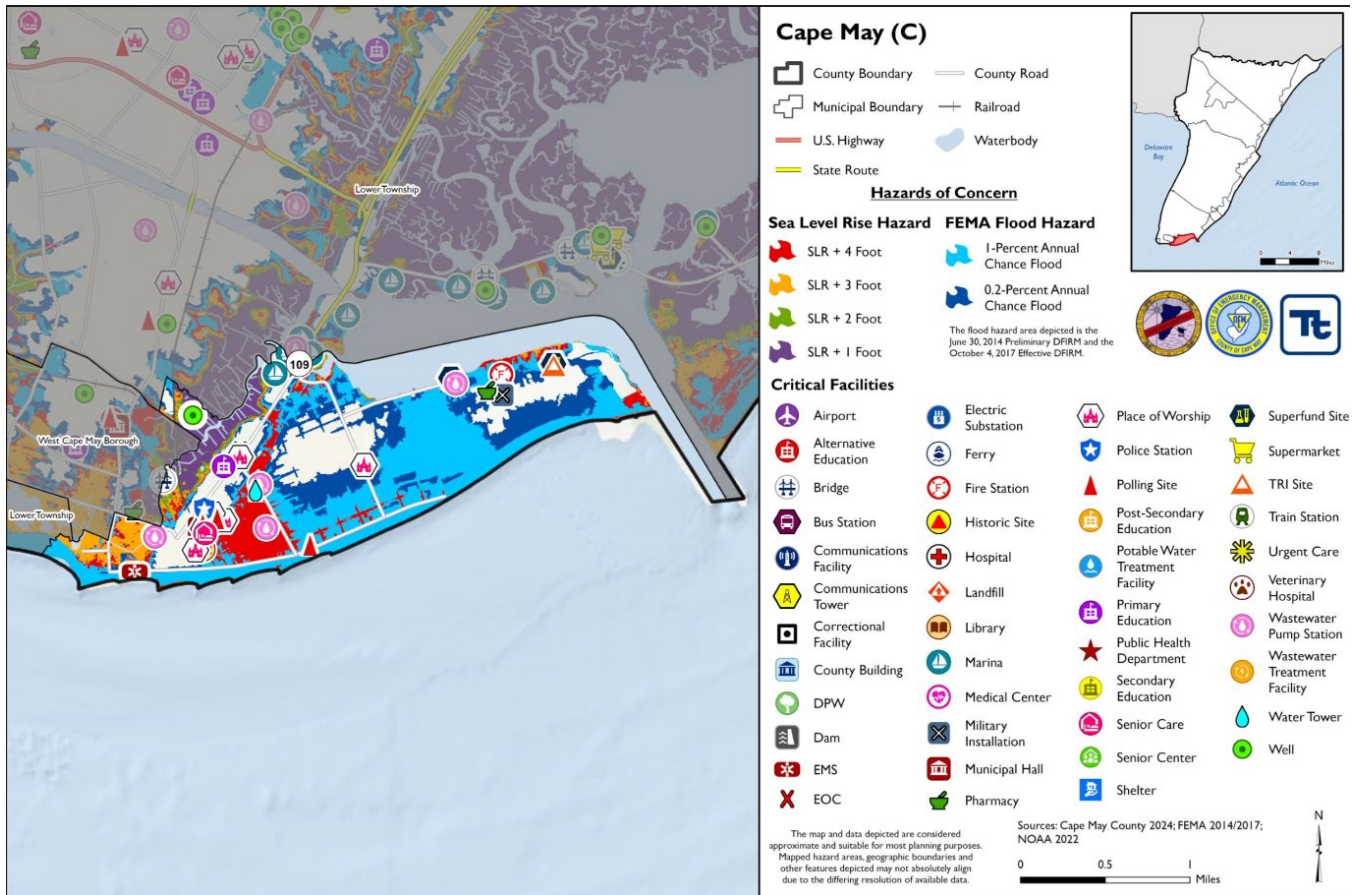 Cape May (C)
County Boundary
County Road
Municipal Boundary
Railroad
U.S. Highway
Waterbody
State Route
Hazards of Concern
Sea Level Rise Hazard
SLR + 4 Foot
SLR + 3 Foot
SLR + 2 Foot
SLR + 1 Foot
FEMA Flood Hazard
1-Percent Annual
Chance Flood
0.2-Percent Annual
Chance Flood
The flood hazard area depicted is the
June 30, 2014 Preliminary DFIRM and the
October 4, 2017 Effective DFIRM.
Delaware
Bay
Atlantic Ocean
0 4 8
Miles
OFFICE OF EMERGENCY MANAGEMENT
OEM
COUNTY OF CAPE MAY
Tt
Lower Township
109
West Cape May Borough
Lower Township
F
Critical Facilities
Airport
Alternative
Education
Bridge
Bus Station
Communications
Facility
Communications
Tower
Correctional
Facility
County Building
DPW
Dam
EMS
EOC
Electric
Substation
Ferry
Fire Station
Historic Site
Hospital
Landfill
Library
Marina
Medical Center
Military
Installation
Municipal Hall
Pharmacy
Place of Worship
Police Station
Polling Site
Post-Secondary
Education
Potable Water
Treatment
Facility
Primary
Education
Public Health
Department
Secondary
Education
Senior Care
Senior Center
Shelter
Superfund Site
Supermarket
TRI Site
Train Station
Urgent Care
Veterinary
Hospital
Wastewater
Pump Station
Wastewater
Treatment
Facility
Water Tower
Well
The map and data depicted are considered
approximate and suitable for most planning purposes.
Mapped hazard areas, geographic boundaries and
other features depicted may not absolutely align
due to the differing resolution of available data.
Sources: Cape May County 2024; FEMA 2014/2017;
NOAA 2022
0 0.5 1
Miles
N